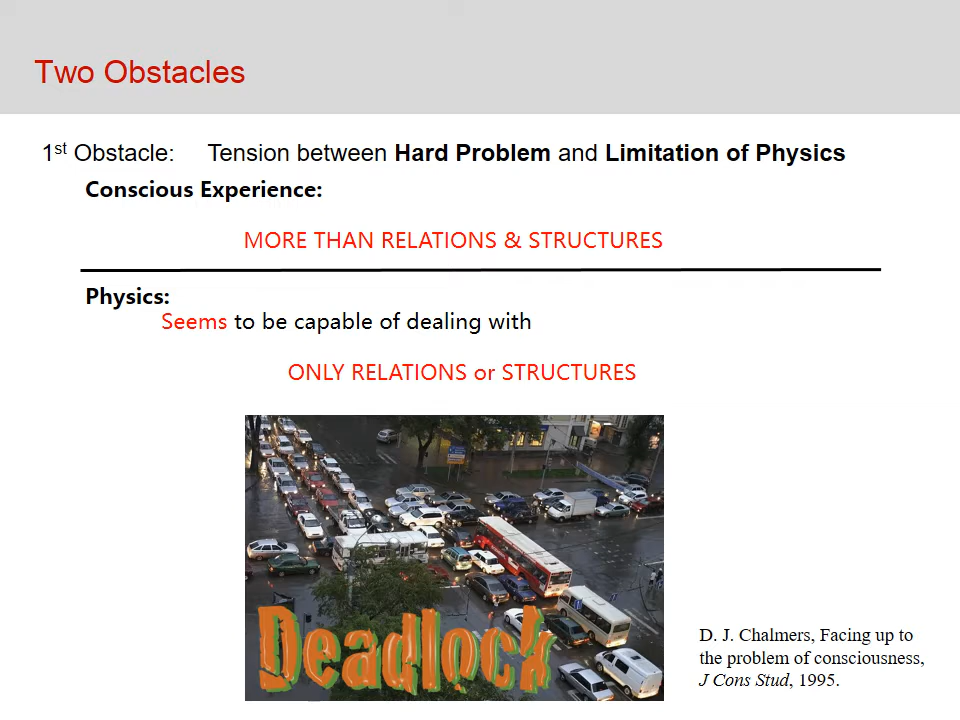 Two Obstacles
1st Obstacle: Tension between Hard Problem and Limitation of Physics
Conscious Experience:
MORE THAN RELATIONS & STRUCTURES
Physics:
Seems to be capable of dealing with
ONLY RELATIONS or STRUCTURES
Deadlock
D. J. Chalmers, Facing up to
the problem of consciousness,
J Cons Stud, 1995.